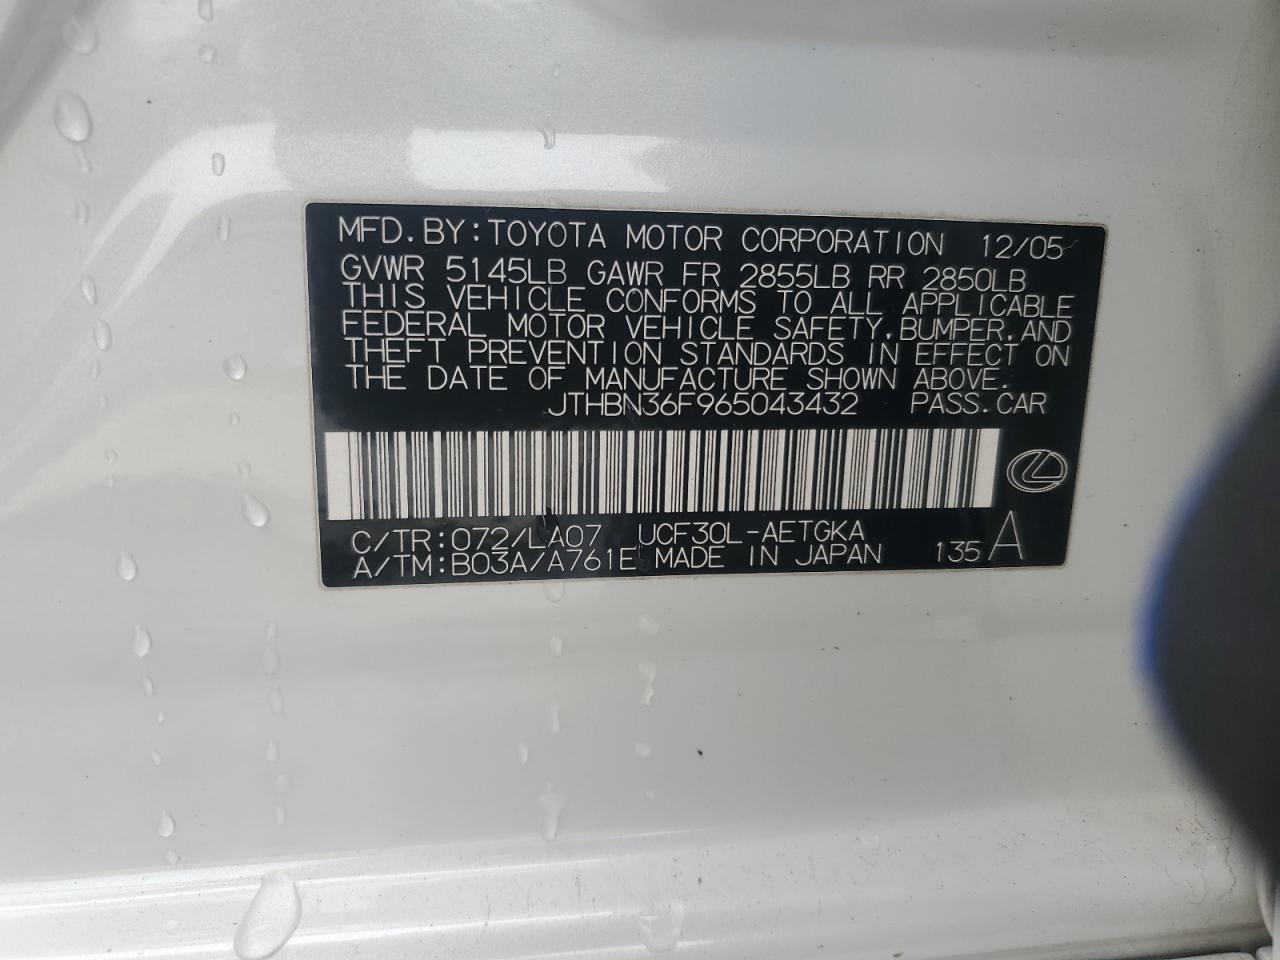 MFD. BY: TOYOTA MOTOR CORPORATION 12/05
GVWR 5145LB GAWR FR 2855LB RR 2850LB
THIS VEHICLE CONFORMS TO ALL APPLICABLE
FEDERAL MOTOR VEHICLE SAFETY, BUMPER, AND
THEFT PREVENTION STANDARDS IN EFFECT ON
THE DATE OF MANUFACTURE SHOWN ABOVE.
JTHBN36F965043432 PASS. CAR
C/TR: 072/LA07 UCF30L-AETGKA
A/TM: B03A/A761E MADE IN JAPAN 135 A